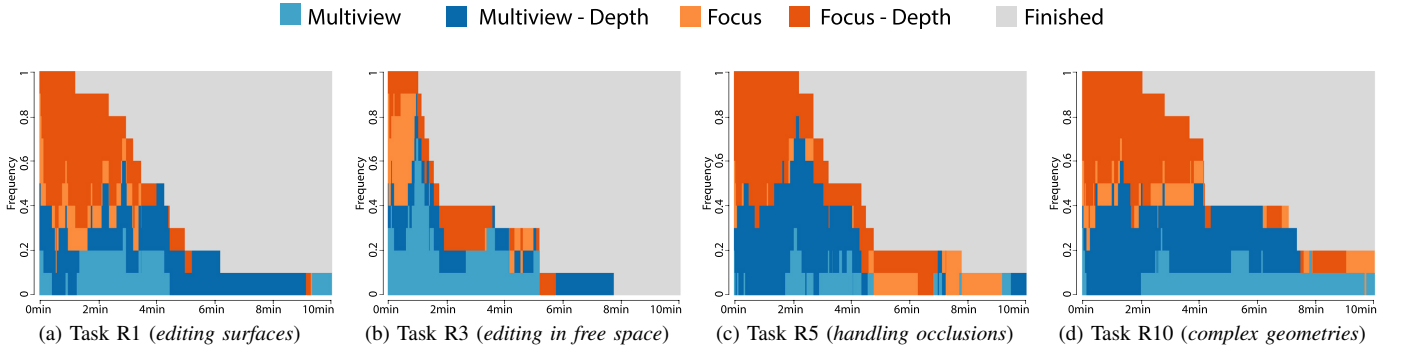 Multiview Multiview - Depth Focus Focus - Depth Finished
Frequency
0 0.2 0.4 0.6 0.8 1
0min 2min 4min 6min 8min 10min
(a) Task R1 (editing surfaces)
Frequency
0 0.2 0.4 0.6 0.8 1
0min 2min 4min 6min 8min 10min
(b) Task R3 (editing in free space)
Frequency
0 0.2 0.4 0.6 0.8 1
0min 2min 4min 6min 8min 10min
(c) Task R5 (handling occlusions)
Frequency
0 0.2 0.4 0.6 0.8 1
0min 2min 4min 6min 8min 10min
(d) Task R10 (complex geometries)